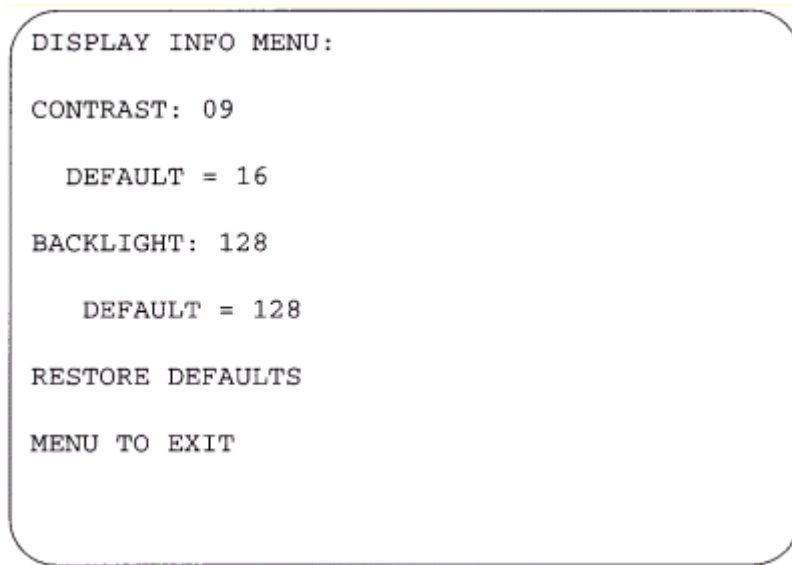 DISPLAY INFO MENU:
CONTRAST: 09
DEFAULT = 16
BACKLIGHT: 128
DEFAULT = 128
RESTORE DEFAULTS
MENU TO EXIT